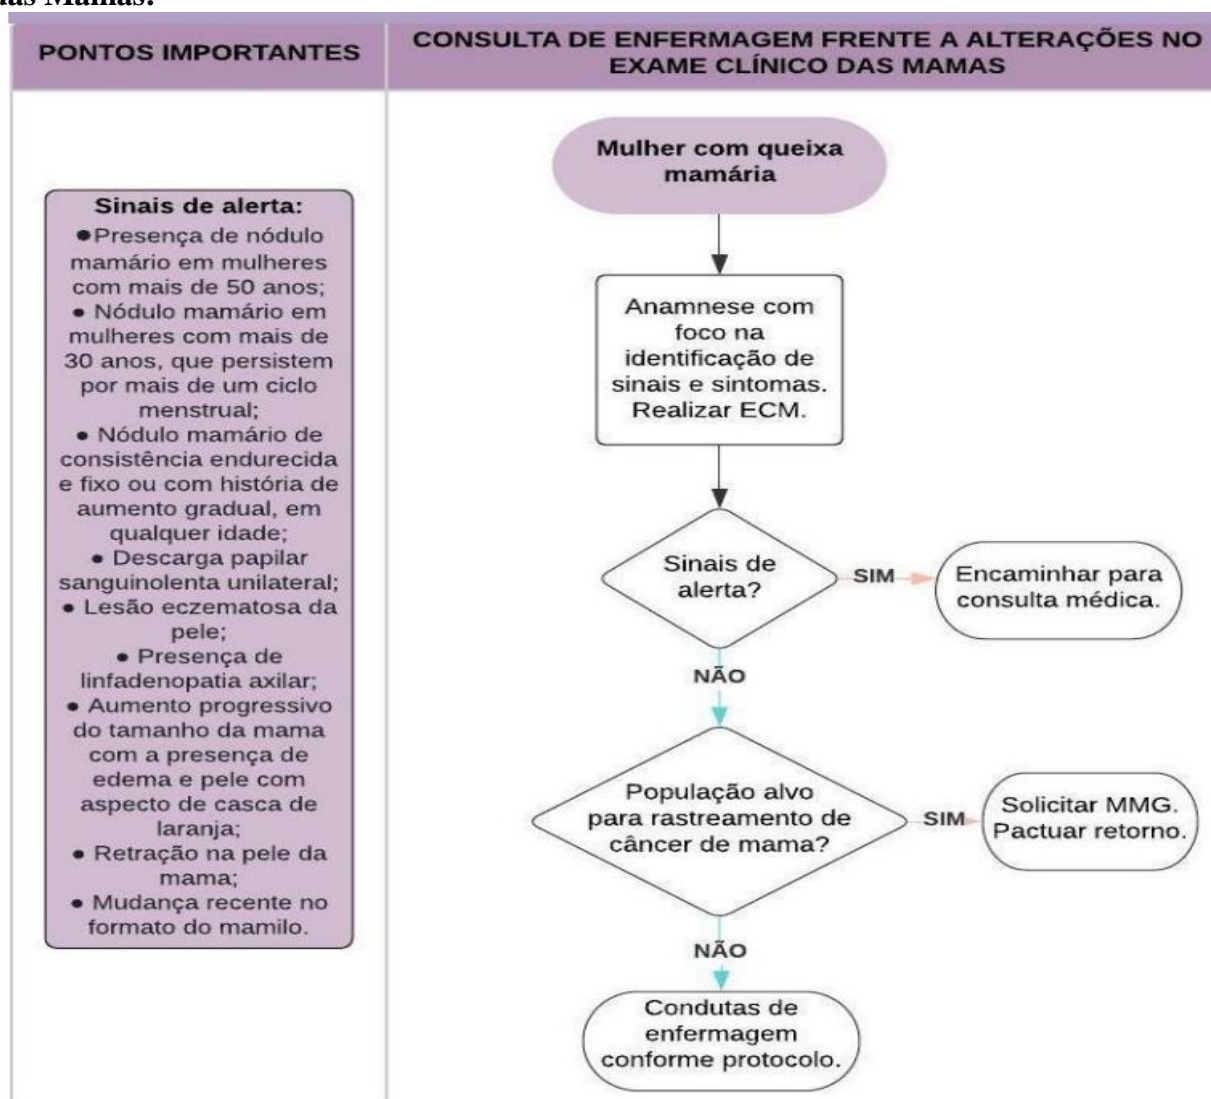 das Mamas.
PONTOS IMPORTANTES
CONSULTA DE ENFERMAGEM FRENTE A ALTERAÇÕES NO
EXAME CLÍNICO DAS MAMAS
Sinais de alerta:
●Presença de nódulo
mamário em mulheres
com mais de 50 anos;
● Nódulo mamário em
mulheres com mais de
30 anos, que persistem
por mais de um ciclo
menstrual;
● Nódulo mamário de
consistência endurecida
e fixo ou com história de
aumento gradual, em
qualquer idade;
● Descarga papilar
sanguinolenta unilateral;
● Lesão eczematosa da
pele;
● Presença de
linfadenopatia axilar;
● Aumento progressivo
do tamanho da mama
com a presença de
edema e pele com
aspecto de casca de
laranja;
● Retração na pele da
mama;
● Mudança recente no
formato do mamilo.
Mulher com queixa
mamária
Anamnese com
foco na
identificação de
sinais e sintomas.
Realizar ECM.
Sinais de
alerta?
SIM
Encaminhar para
consulta médica.
NÃO
População alvo
para rastreamento de
câncer de mama?
SIM
Solicitar MMG.
Pactuar retorno.
NÃO
Condutas de
enfermagem
conforme protocolo.